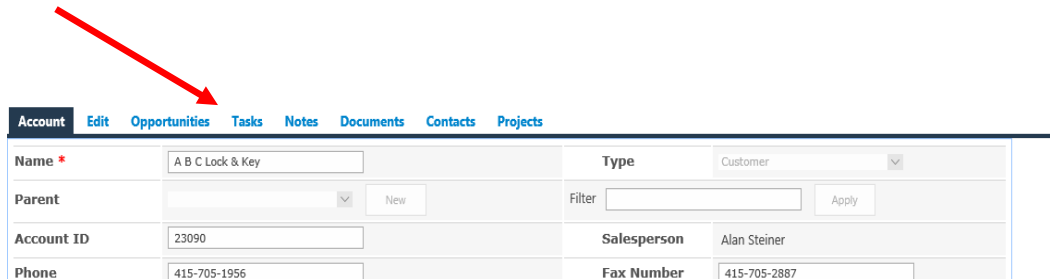 Account Edit Opportunities Tasks Notes Documents Contacts Projects
Name * A B C Lock & Key Type Customer
Parent New Filter Apply
Account ID 23090 Salesperson Alan Steiner
Phone 415-705-1956 Fax Number 415-705-2887